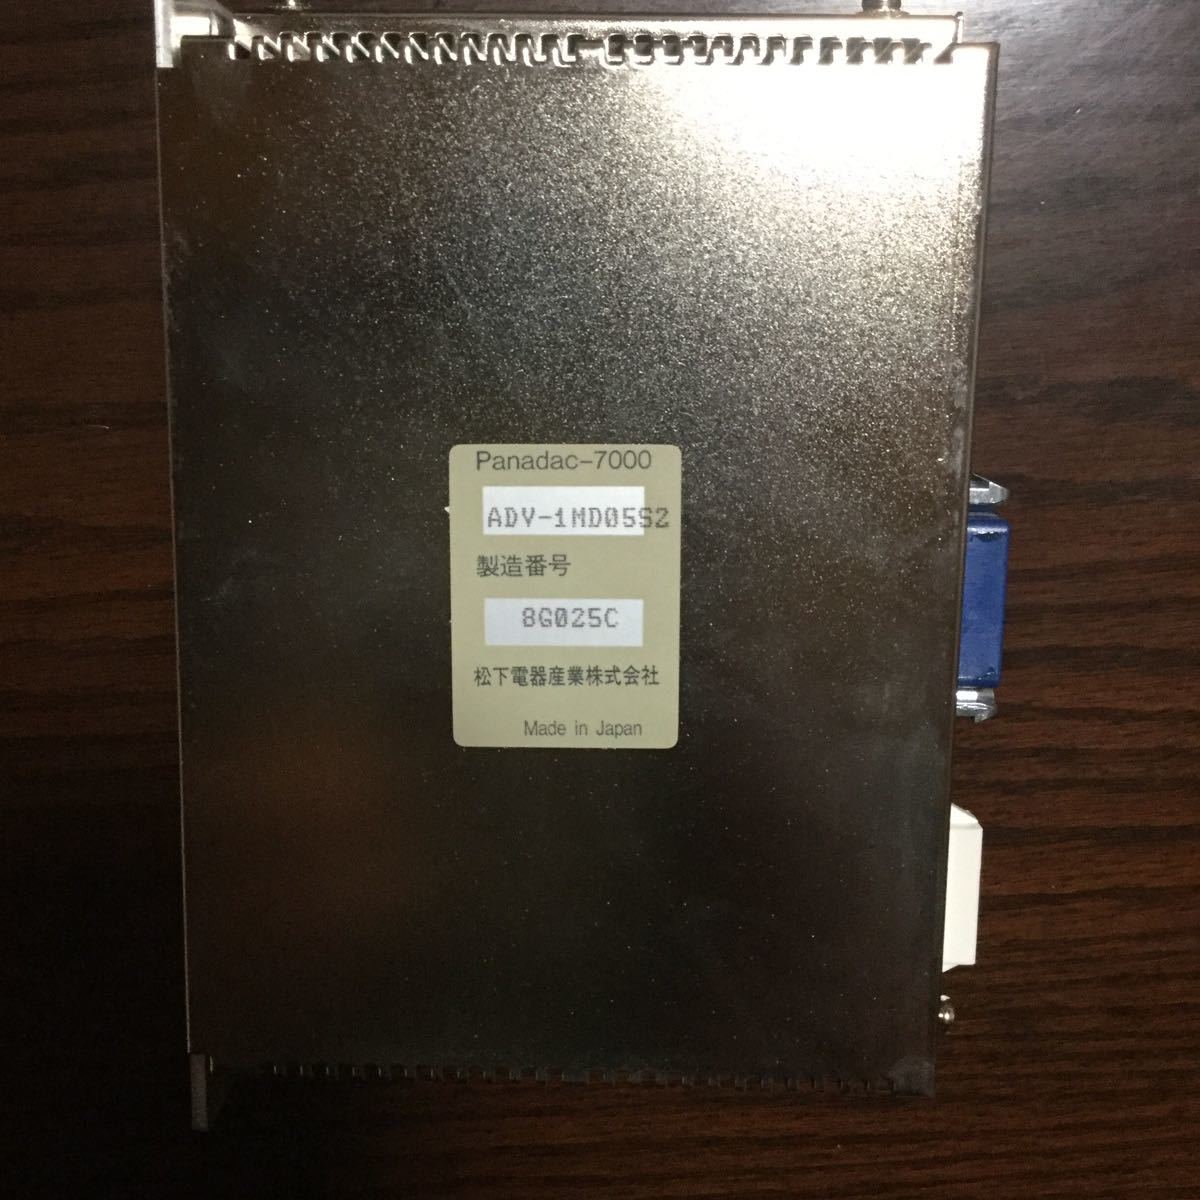 Panadac-7000
ADV-1MD05S2
製造番号
8G025C
松下電器産業株式会社
Made in Japan